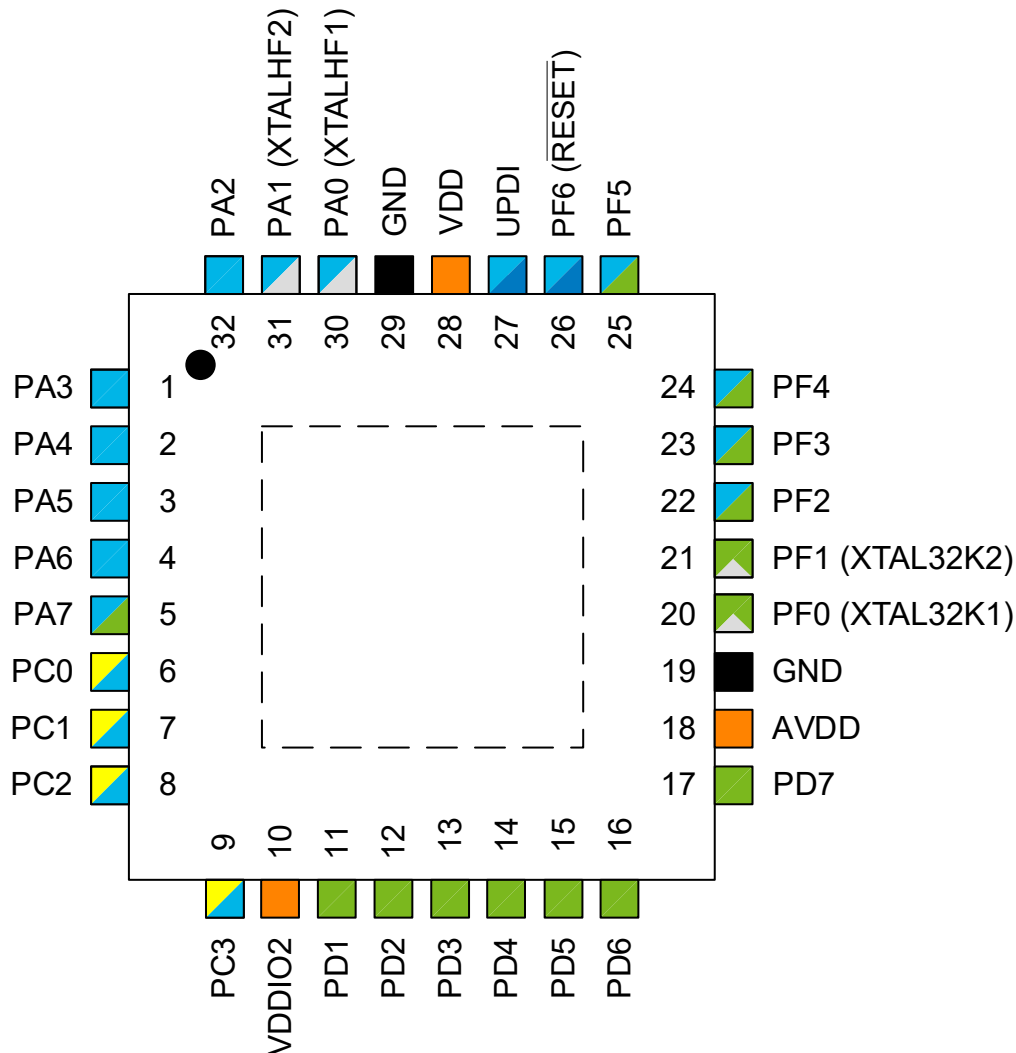 PA2
PA1 (XTALHF2)
PA0 (XTALHF1)
GND
VDD
UPDI
PF6 (RESET)
PF5
32
31
30
29
28
27
26
25
PA3 1
PA4 2
PA5 3
PA6 4
PA7 5
PC0 6
PC1 7
PC2 8
24 PF4
23 PF3
22 PF2
21 PF1 (XTAL32K2)
20 PF0 (XTAL32K1)
19 GND
18 AVDD
17 PD7
9
10
11
12
13
14
15
16
PC3
VDDIO2
PD1
PD2
PD3
PD4
PD5
PD6